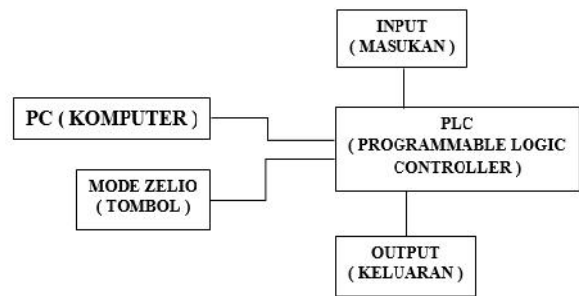 INPUT
( MASUKAN )
PC ( KOMPUTER )
PLC
( PROGRAMMABLE LOGIC
CONTROLLER )
MODE ZELIO
( TOMBOL )
OUTPUT
( KELUARAN )